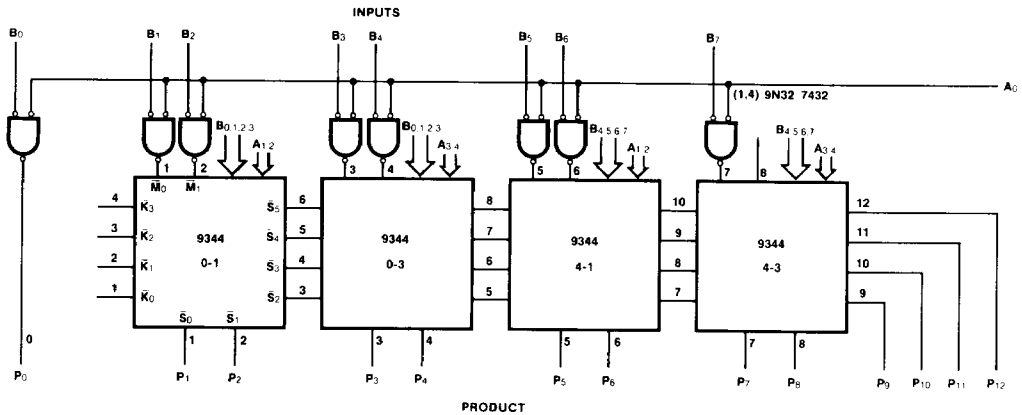 INPUTS
B0 B1 B2 B3 B4 B5 B6 B7
A0
(1,4) 9N32 7432
B0,1,2,3 A1,2 B0,1,2,3 A3,4 B4,5,6,7 A1,2 B4,5,6,7 A3,4
1 2 3 4 5 6 7 8
M̄0 M̄1
4 K̄3 S̄5 6 8 10 12
3 K̄2 9344 S̄4 5 9344 7 9344 9 9344 11
2 K̄1 0-1 S̄3 4 0-3 6 4-1 8 4-3 10
1 K̄0 S̄2 3 5 7 9
S̄0 S̄1
0 1 2 3 4 5 6 7 8
P0 P1 P2 P3 P4 P5 P6 P7 P8 P9 P10 P11 P12
PRODUCT